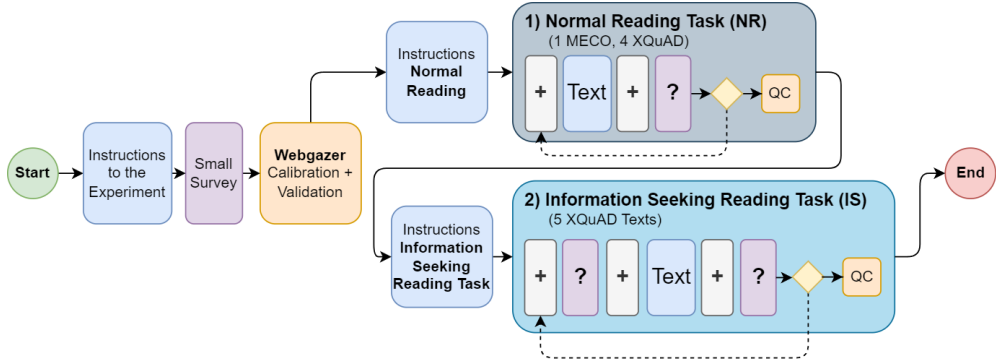 Start
Instructions
to the
Experiment
Small
Survey
Webgazer
Calibration +
Validation
Instructions
Normal
Reading
1) Normal Reading Task (NR)
(1 MECO, 4 XQuAD)
+
Text
+
?
QC
Instructions
Information
Seeking
Reading Task
2) Information Seeking Reading Task (IS)
(5 XQuAD Texts)
+
?
+
Text
+
?
QC
End